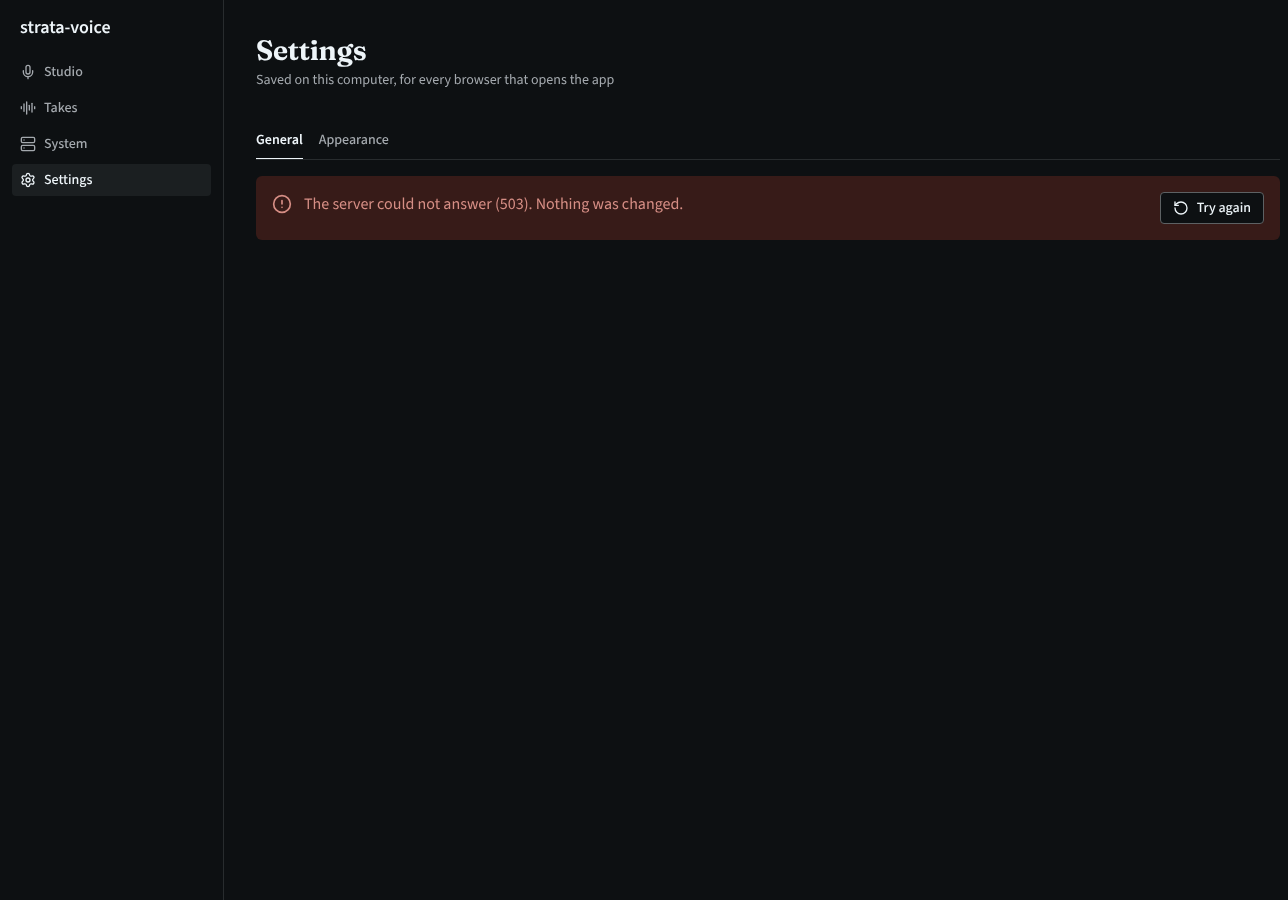 strata-voice
Studio
Takes
System
Settings
Settings
Saved on this computer, for every browser that opens the app
General
Appearance
The server could not answer (503). Nothing was changed.
Try again